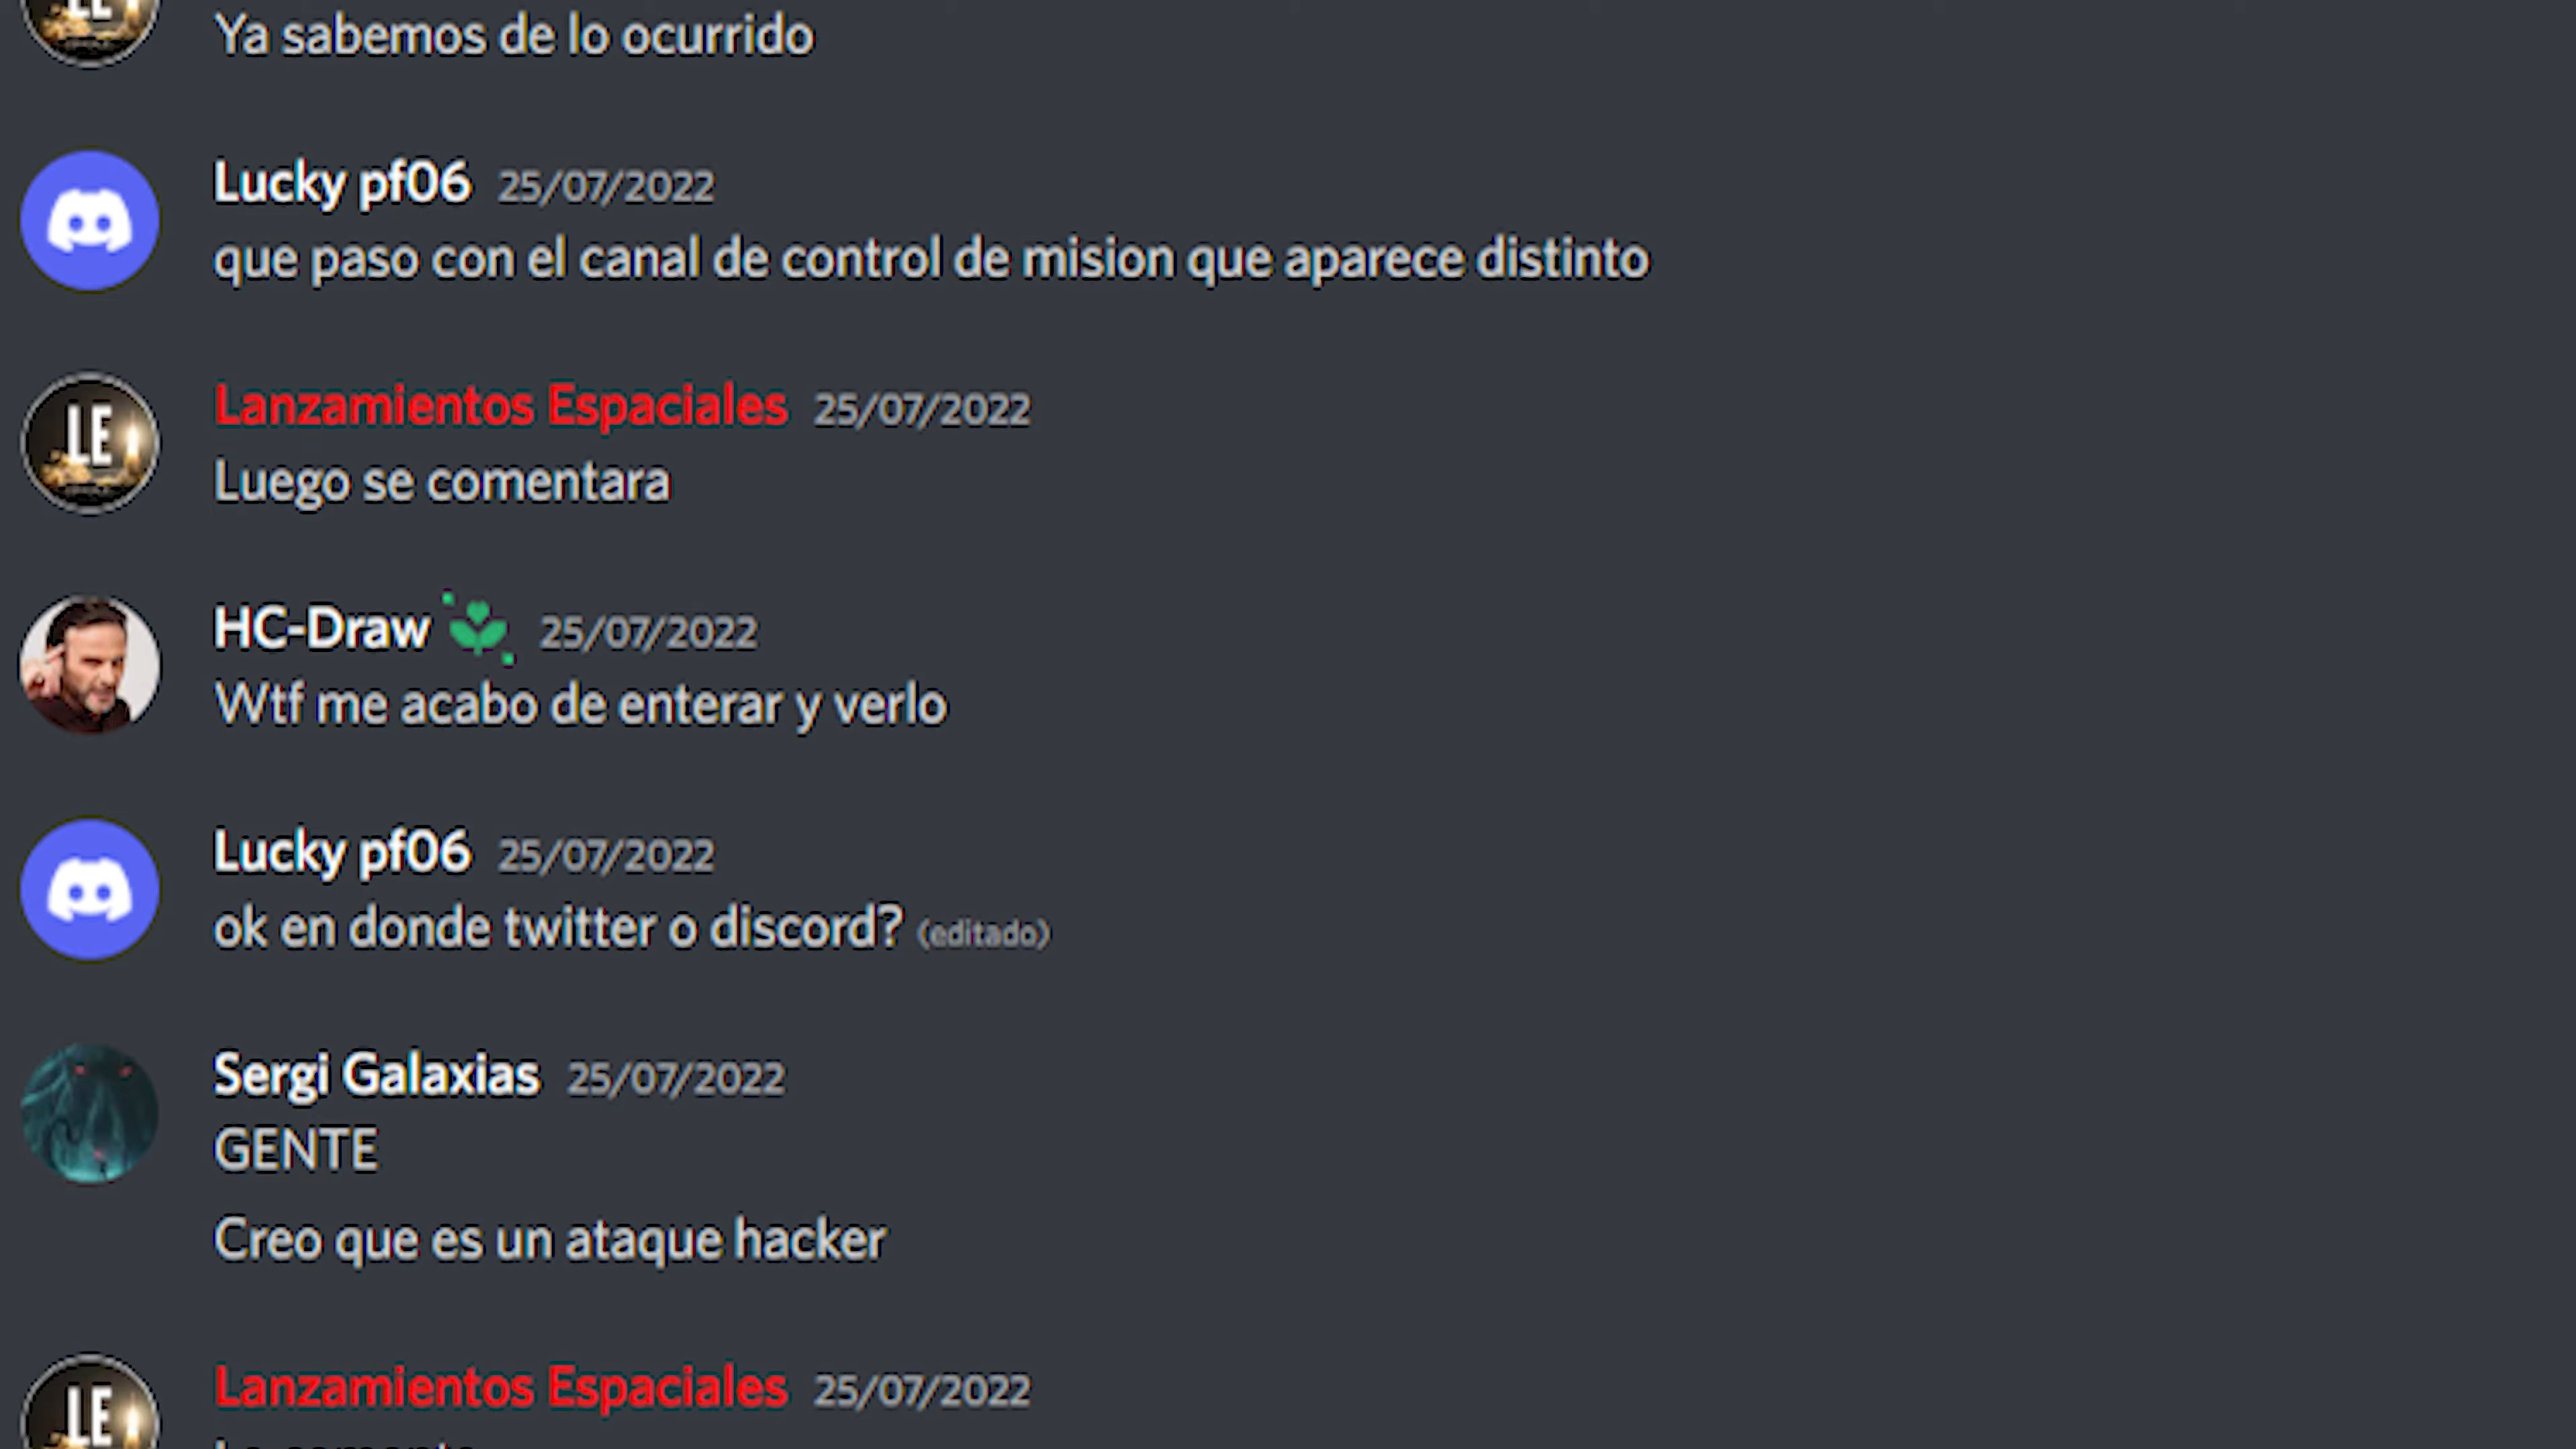 LE
Ya sabemos de lo ocurrido
Lucky pf06 25/07/2022
que paso con el canal de control de mision que aparece distinto
LE
Lanzamientos Espaciales 25/07/2022
Luego se comentara
HC-Draw 25/07/2022
Wtf me acabo de enterar y verlo
Lucky pf06 25/07/2022
ok en donde twitter o discord? (editado)
Sergi Galaxias 25/07/2022
GENTE
Creo que es un ataque hacker
LE
Lanzamientos Espaciales 25/07/2022